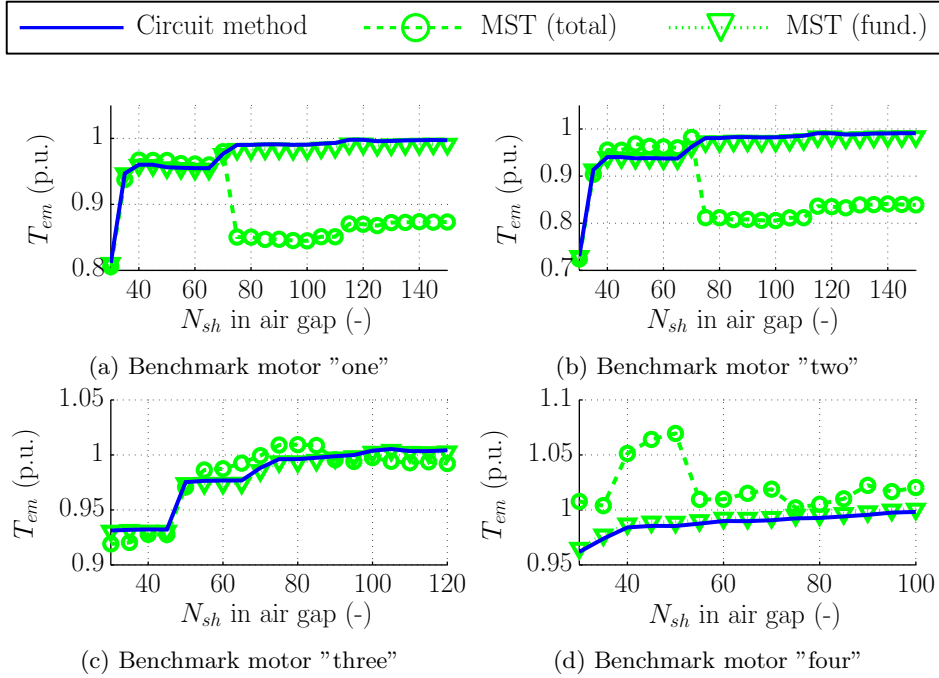 Circuit method MST (total) MST (fund.)
1
0.9
0.8
T_em (p.u.)
40 60 80 100 120 140
N_sh in air gap (-)
(a) Benchmark motor "one"
1
0.9
0.8
0.7
T_em (p.u.)
40 60 80 100 120 140
N_sh in air gap (-)
(b) Benchmark motor "two"
1.05
1
0.95
0.9
T_em (p.u.)
40 60 80 100 120
N_sh in air gap (-)
(c) Benchmark motor "three"
1.1
1.05
1
0.95
T_em (p.u.)
40 60 80 100
N_sh in air gap (-)
(d) Benchmark motor "four"